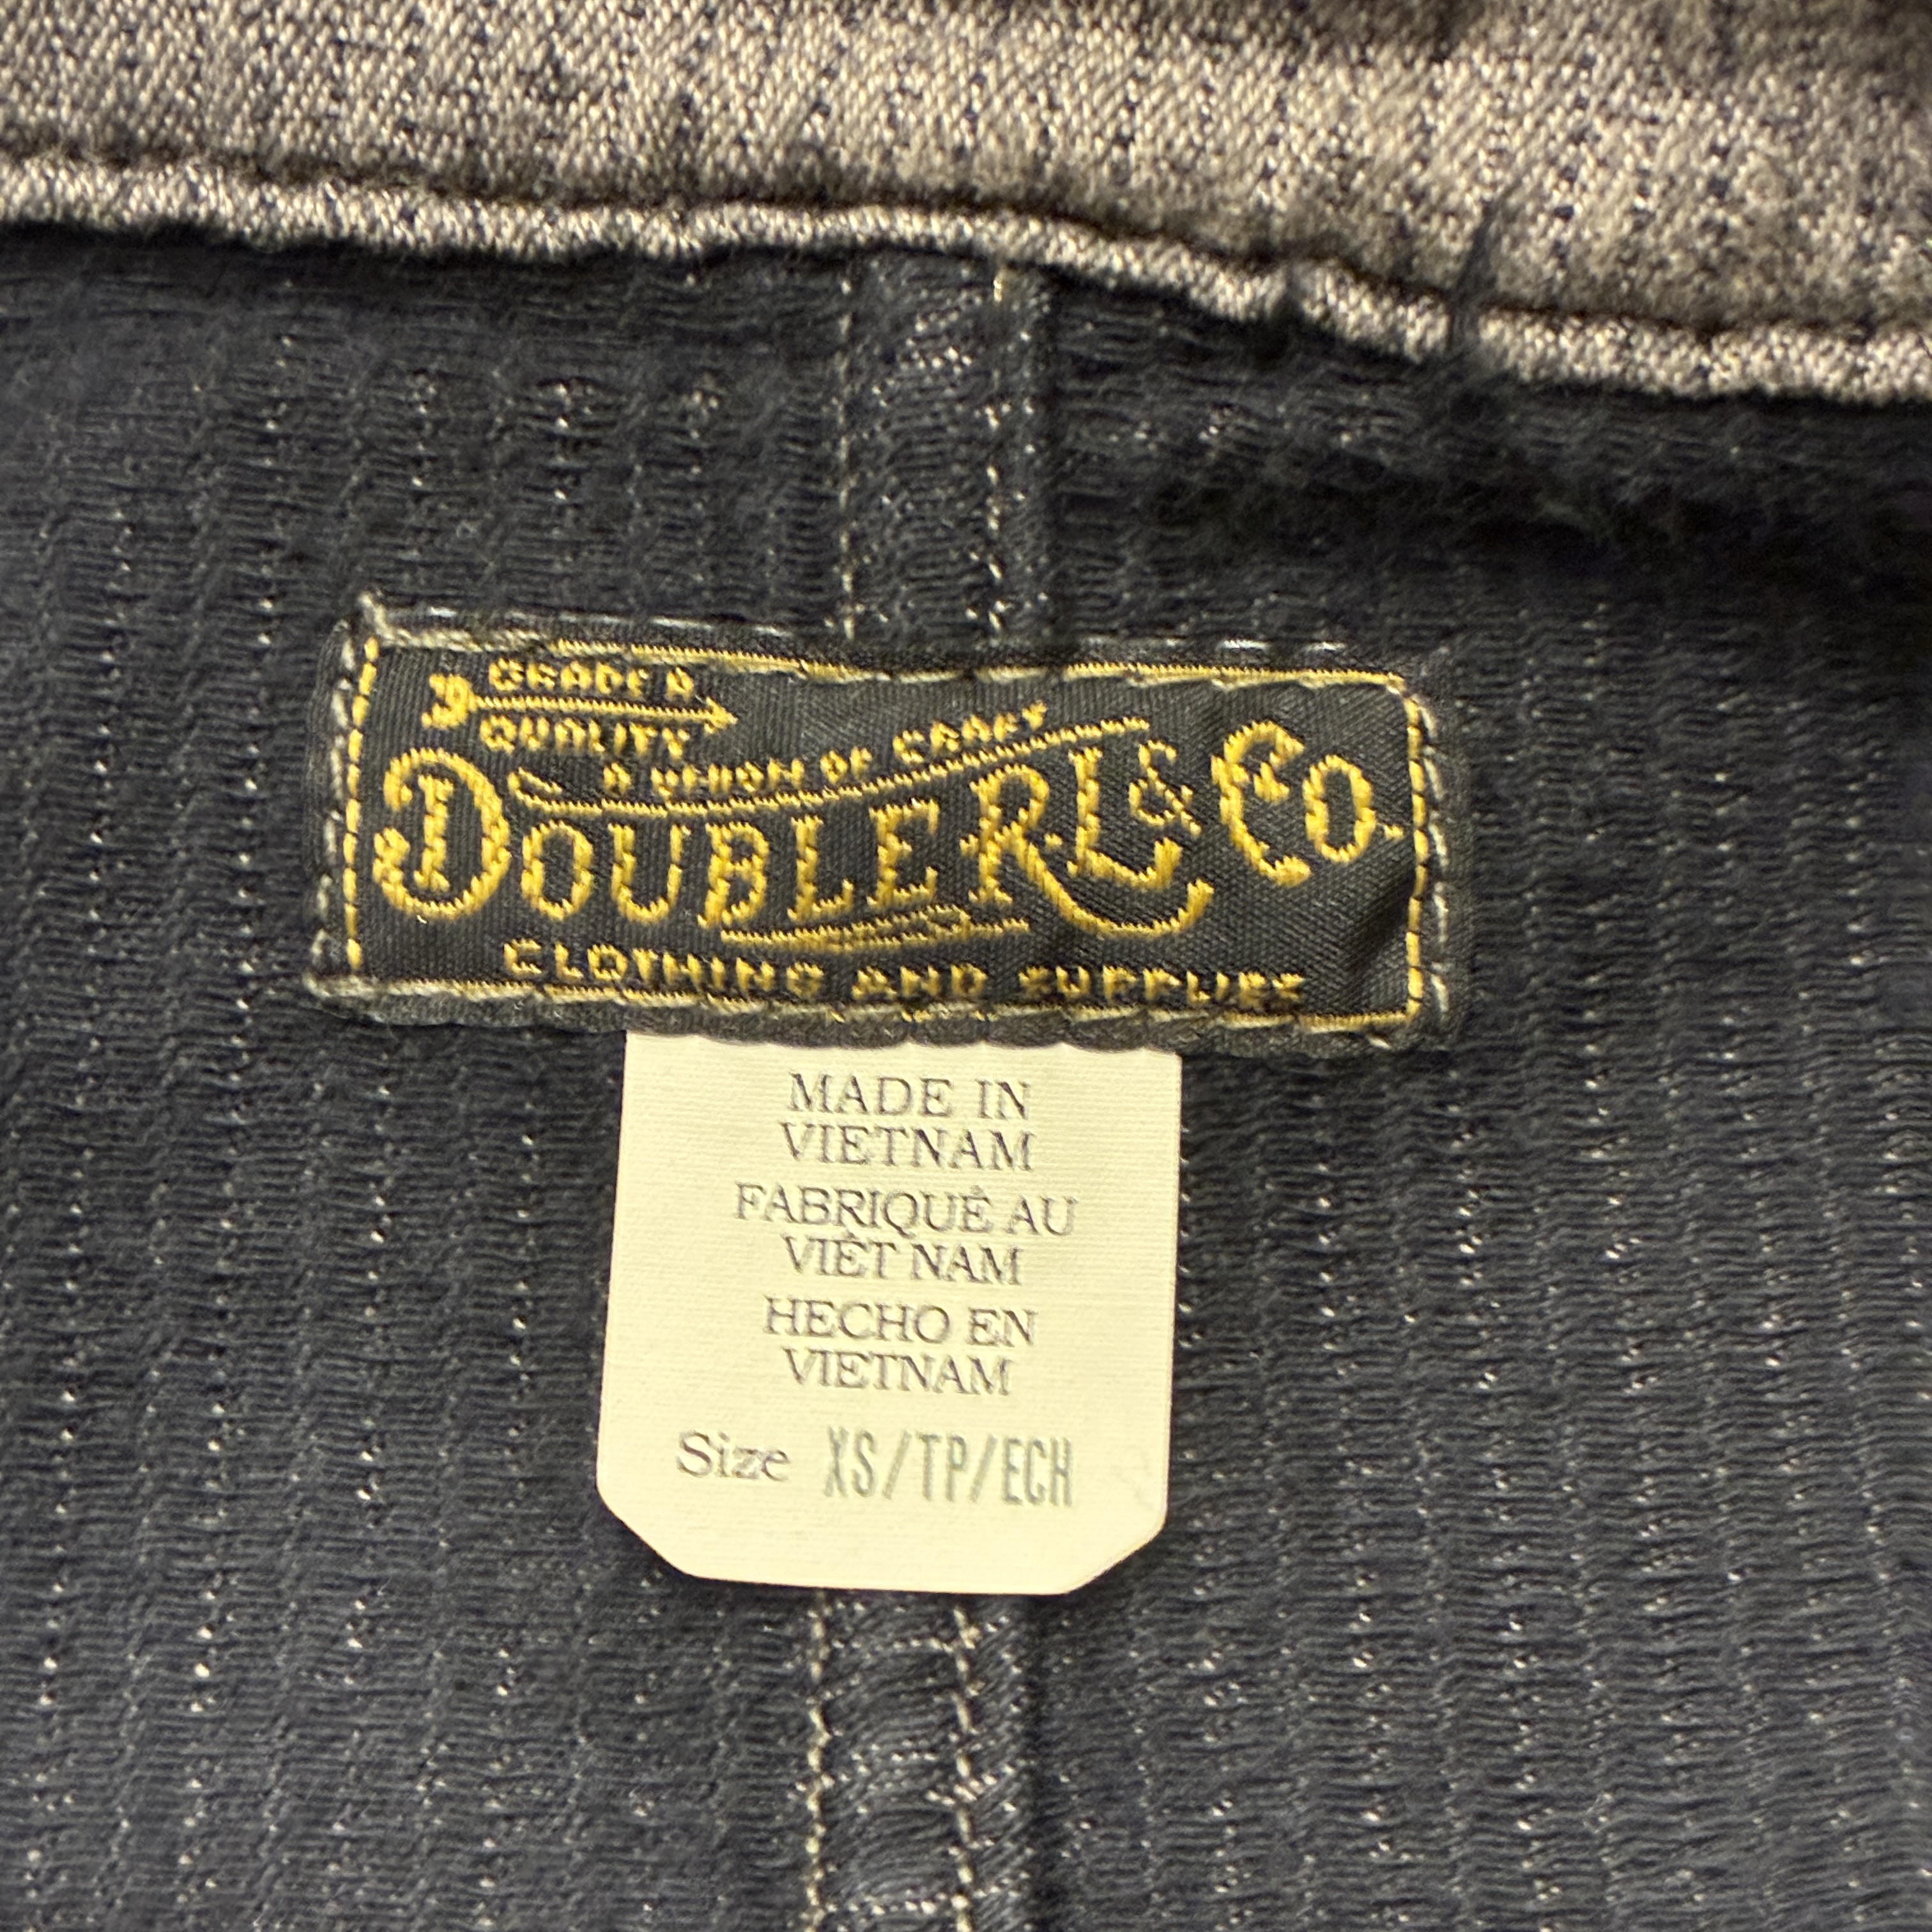 GRADE A
QUALITY
A UNION OF CRAFT
DOUBLE RL & CO.
CLOTHING AND SUPPLIES
MADE IN
VIETNAM
FABRIQUÉ AU
VIÊT NAM
HECHO EN
VIETNAM
Size XS/TP/ECH